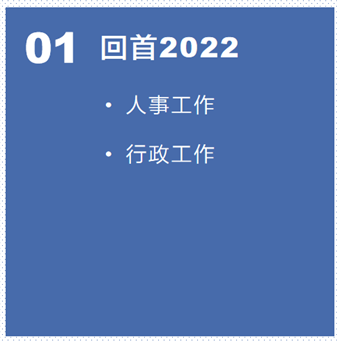 01 回首2022
• 人事工作
• 行政工作